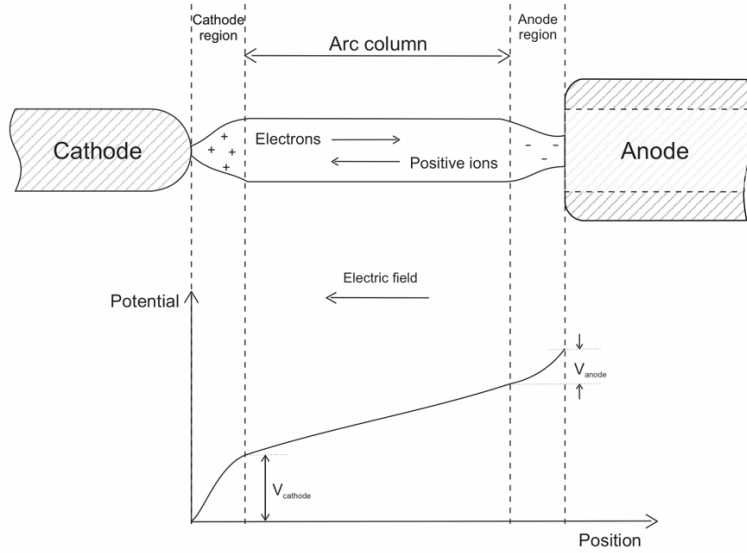 Cathode
region
Arc column
Anode
region
Cathode
+ + + +
Electrons
Positive ions
- - -
Anode
Electric field
Potential
V anode
V cathode
Position